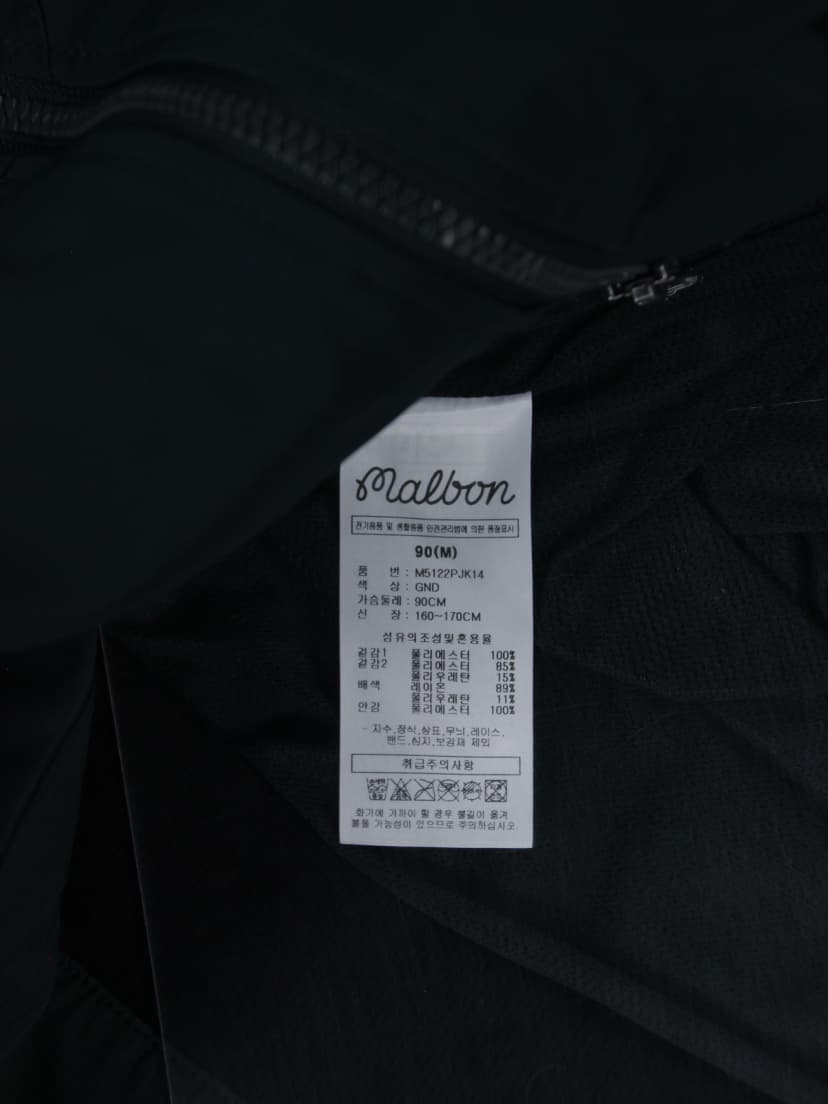 malbon
전기용품 및 생활용품 안전관리법에 의한 품질표시
90(M)
품 번 : M5122PJK14
색 상 : GND
가슴둘레 : 90CM
신 장 : 160~170CM
섬유의조성및혼용율
겉감1 폴리에스터 100%
겉감2 폴리에스터 85%
폴리우레탄 15%
배색 레이온 89%
폴리우레탄 11%
안감 폴리에스터 100%
- 자수,장식,상표,무늬,레이스,
밴드,심지,보강재 제외
취급주의사항
화기에 가까이 할 경우 불길이 옮겨
붙을 가능성이 있으므로 주의하십시오.